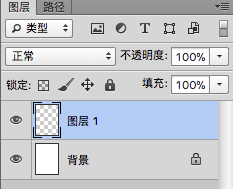 图层 路径
类型
正常 不透明度: 100%
锁定: 填充: 100%
图层 1
背景